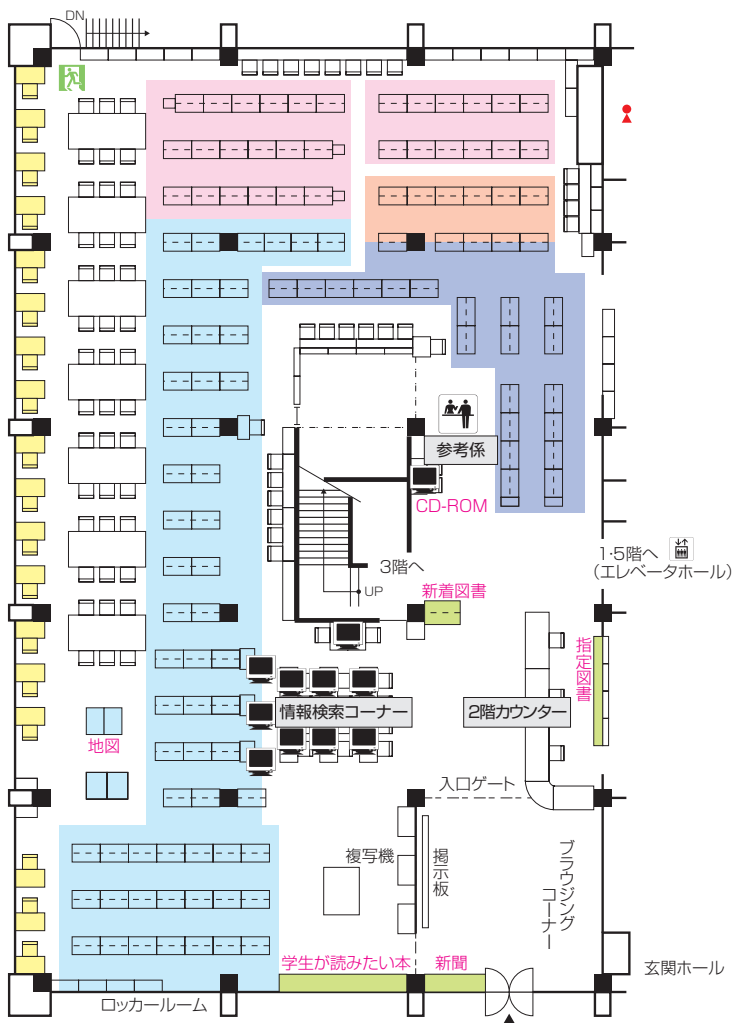 DN
参考係
CD-ROM
1·5階へ
(エレベータホール)
3階へ
UP
新着図書
指定図書
情報検索コーナー
2階カウンター
地図
入口ゲート
複写機
掲示板
ブラウジング
コーナー
学生が読みたい本
新聞
玄関ホール
ロッカールーム